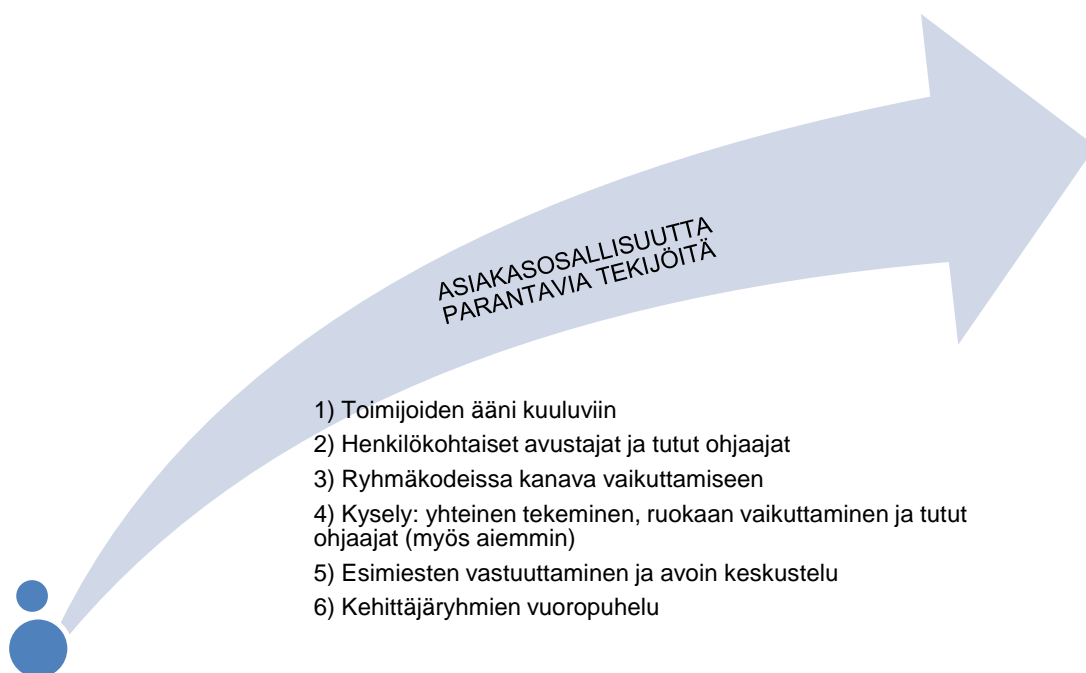 ASIAKASOSALLISUUTTA
PARANTAVIA TEKIJÖITÄ
1) Toimijoiden ääni kuuluviin
2) Henkilökohtaiset avustajat ja tutut ohjaajat
3) Ryhmäkodeissa kanava vaikuttamiseen
4) Kysely: yhteinen tekeminen, ruokaan vaikuttaminen ja tutut
ohjaajat (myös aiemmin)
5) Esimiesten vastuuttaminen ja avoin keskustelu
6) Kehittäjäryhmien vuoropuhelu